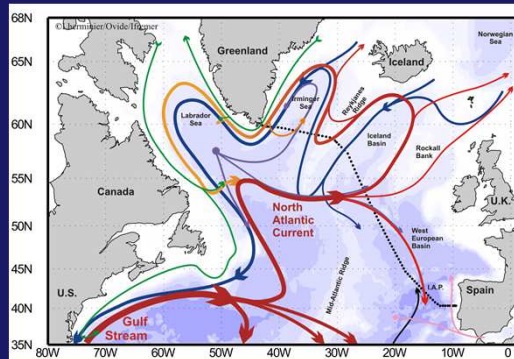 ©Lherminier/Ovide/Ifremer
68N
65N
60N
55N
50N
45N
40N
35N
Greenland
Iceland
Norwegian
Sea
Irminger
Sea
Reykjanes
Ridge
Labrador
Sea
Iceland
Basin
Rockall
Bank
Canada
U.K.
North
Atlantic
Current
West
European
Basin
Mid-Atlantic Ridge
U.S.
I.A.P.
Spain
Gulf
Stream
80W
70W
60W
50W
40W
30W
20W
10W